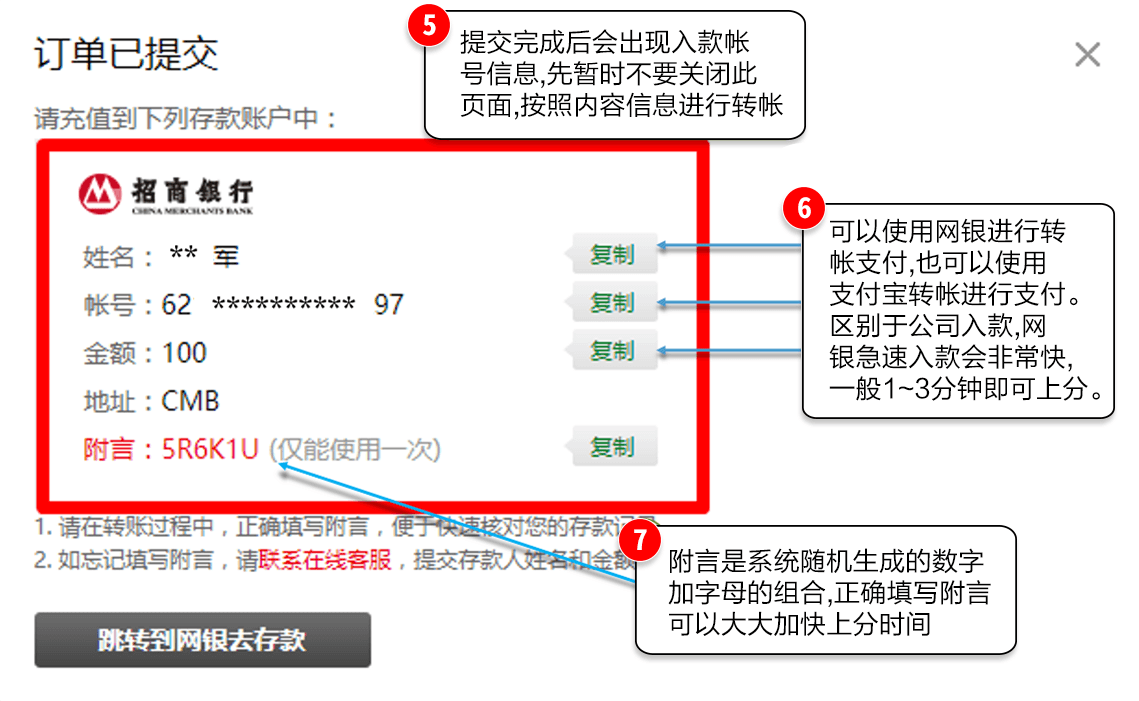 订单已提交
5
提交完成后会出现入款帐
号信息,先暂时不要关闭此
页面,按照内容信息进行转帐
请充值到下列存款账户中：
招商银行
CHINA MERCHANTS BANK
姓名： ** 军
复制
帐号：62 ********** 97
复制
金额：100
复制
地址：CMB
附言：5R6K1U (仅能使用一次)
复制
6
可以使用网银进行转
帐支付,也可以使用
支付宝转帐进行支付。
区别于公司入款,网
银急速入款会非常快,
一般1~3分钟即可上分。
1. 请在转账过程中，正确填写附言，便于快速核对您的存款
2. 如忘记填写附言，请联系在线客服，提交存款人姓名和金额
7
附言是系统随机生成的数字
加字母的组合,正确填写附言
可以大大加快上分时间
跳转到网银去存款